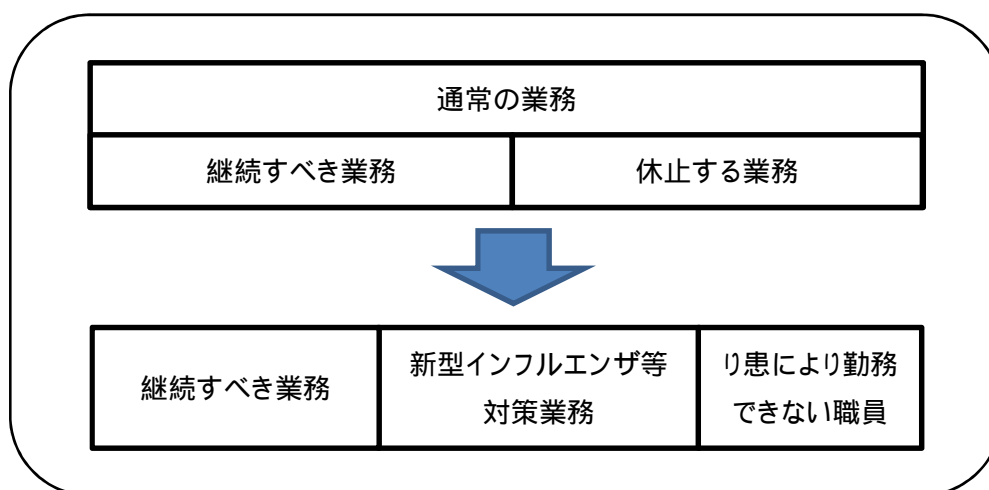 通常の業務
継続すべき業務
休止する業務
継続すべき業務
新型インフルエンザ等
対策業務
り患により勤務
できない職員